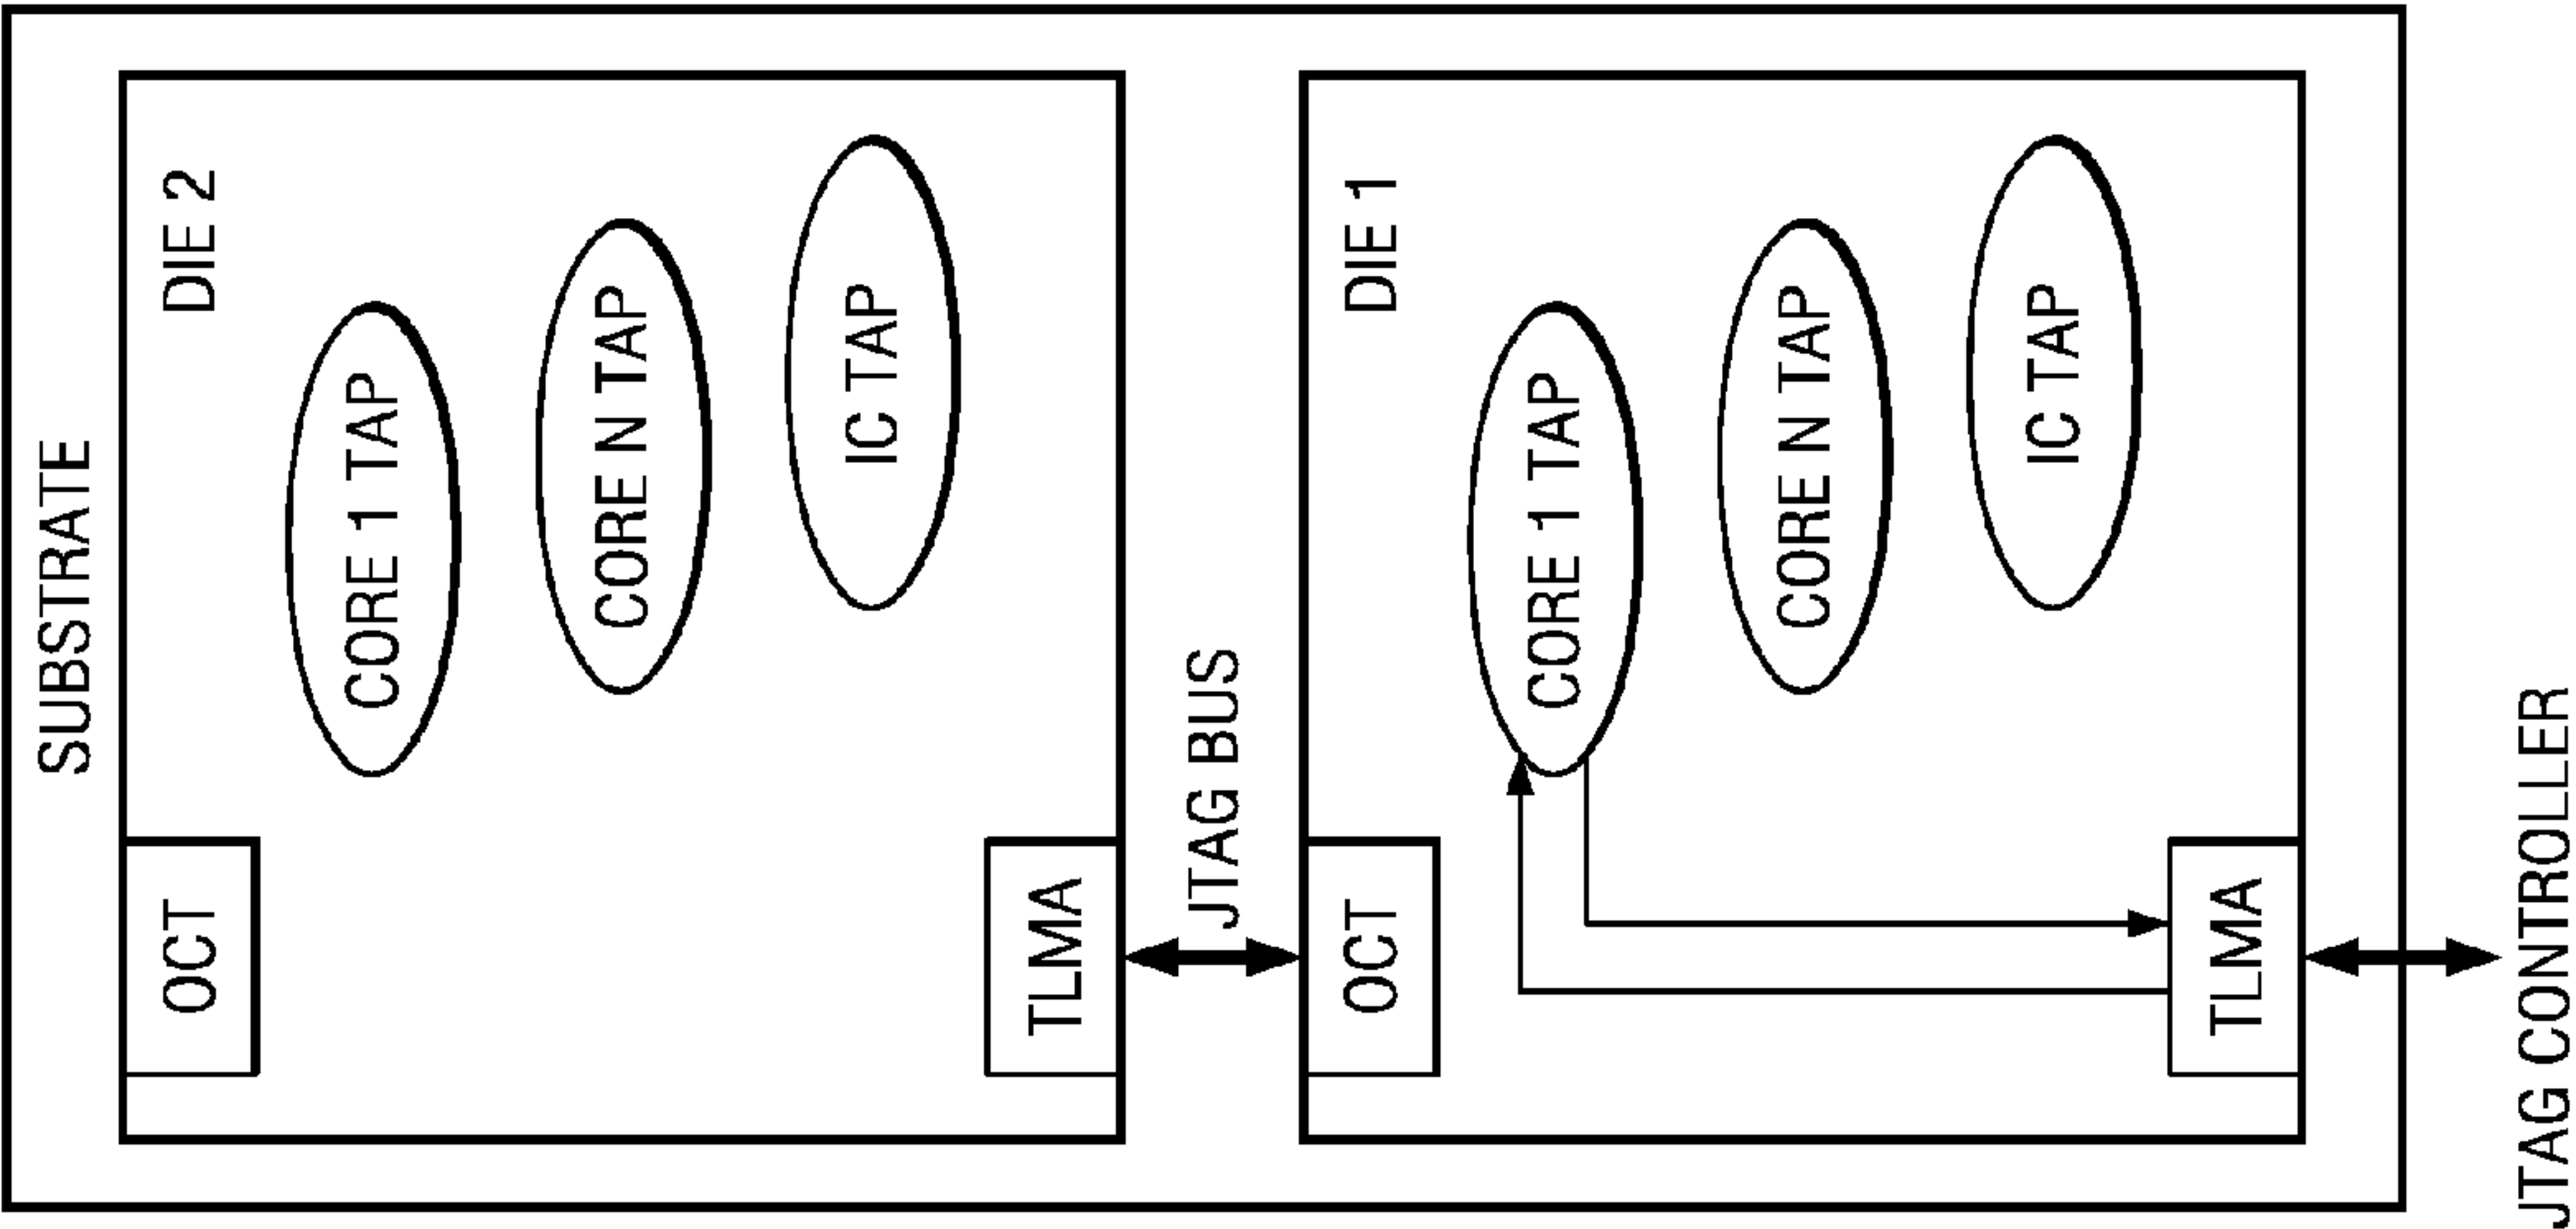 SUBSTRATE
DIE 2
OCT
CORE 1 TAP
CORE N TAP
IC TAP
TLMA
JTAG BUS
DIE 1
OCT
CORE 1 TAP
CORE N TAP
IC TAP
TLMA
JTAG CONTROLLER